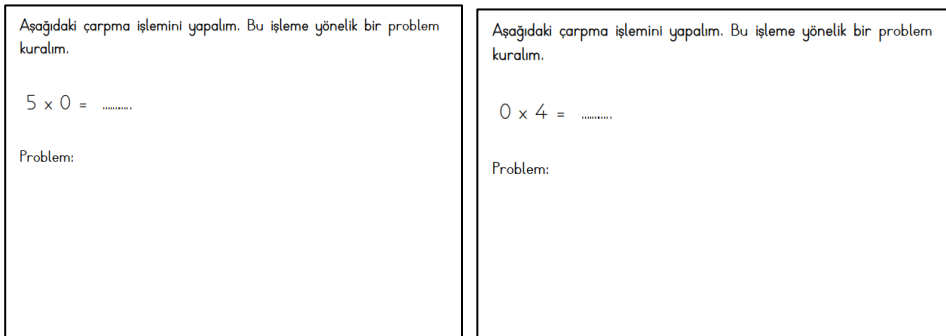 Aşağıdaki çarpma işlemini yapalım. Bu işleme yönelik bir problem
kuralım.
5 x 0 = ...........
Problem:
Aşağıdaki çarpma işlemini yapalım. Bu işleme yönelik bir problem
kuralım.
0 x 4 = ...........
Problem: